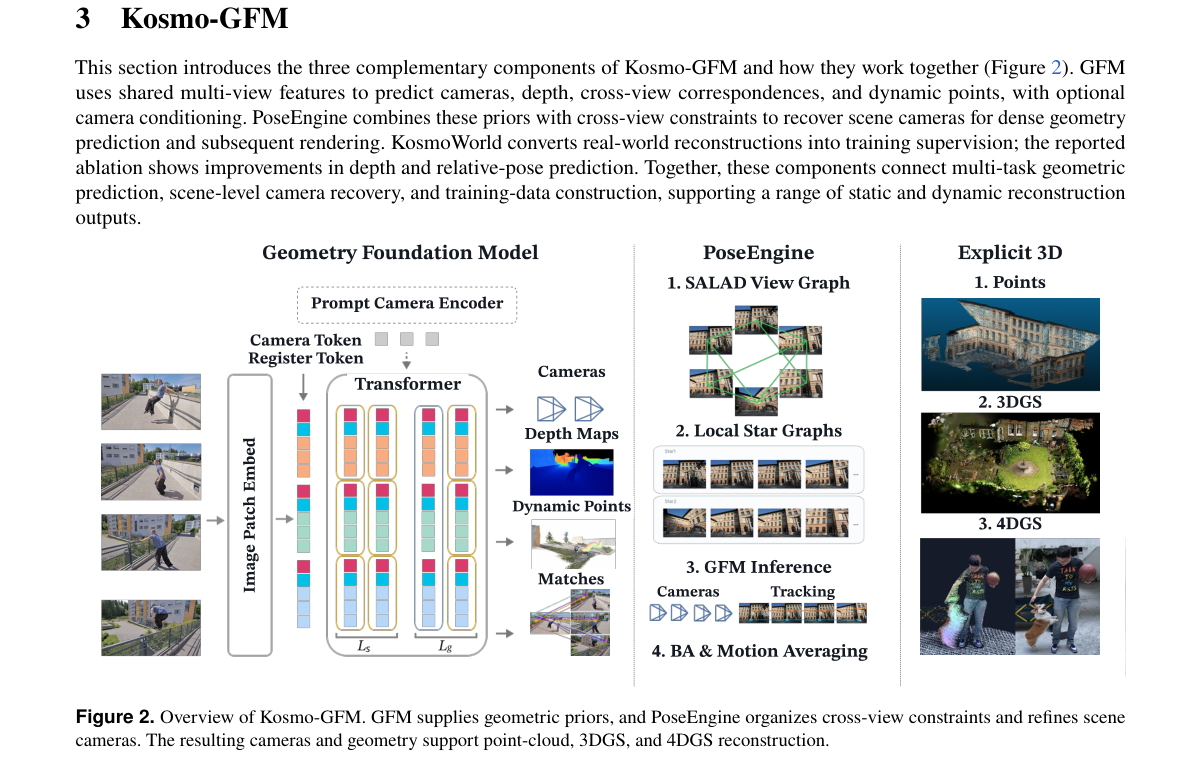 3 Kosmo-GFM
This section introduces the three complementary components of Kosmo-GFM and how they work together (Figure 2). GFM
uses shared multi-view features to predict cameras, depth, cross-view correspondences, and dynamic points, with optional
camera conditioning. PoseEngine combines these priors with cross-view constraints to recover scene cameras for dense geometry
prediction and subsequent rendering. KosmoWorld converts real-world reconstructions into training supervision; the reported
ablation shows improvements in depth and relative-pose prediction. Together, these components connect multi-task geometric
prediction, scene-level camera recovery, and training-data construction, supporting a range of static and dynamic reconstruction
outputs.
Geometry Foundation Model
Prompt Camera Encoder
Camera Token
Register Token
Image Patch Embed
Transformer
Ls
Lg
Cameras
Depth Maps
Dynamic Points
Matches
PoseEngine
1. SALAD View Graph
2. Local Star Graphs
Star1
...
Star2
...
3. GFM Inference
Cameras
Tracking
4. BA & Motion Averaging
Explicit 3D
1. Points
2. 3DGS
3. 4DGS
Figure 2. Overview of Kosmo-GFM. GFM supplies geometric priors, and PoseEngine organizes cross-view constraints and refines scene
cameras. The resulting cameras and geometry support point-cloud, 3DGS, and 4DGS reconstruction.